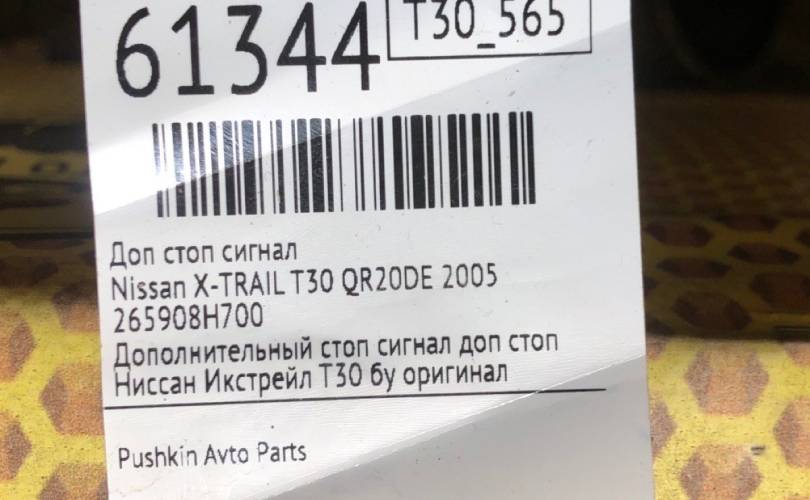 61344
T30_565
Доп стоп сигнал
Nissan X-TRAIL T30 QR20DE 2005
265908H700
Дополнительный стоп сигнал доп стоп
Ниссан Икстрейл Т30 бу оригинал
Pushkin Avto Parts